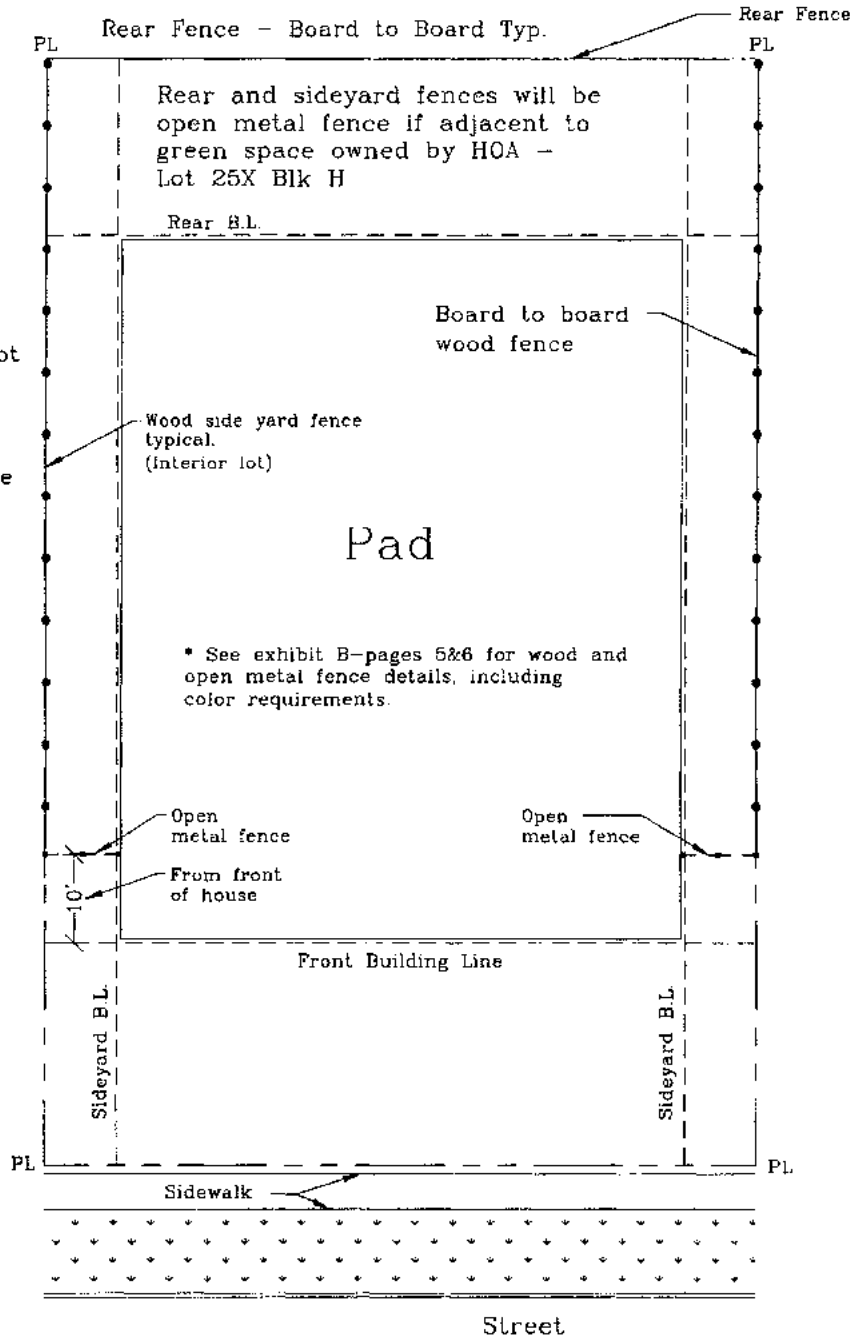 Rear Fence - Board to Board Typ.
Rear Fence
PL
PL
Rear and sideyard fences will be
open metal fence if adjacent to
green space owned by HOA -
Lot 25X Blk H
Rear B.L.
Board to board
wood fence
Wood side yard fence
typical.
(Interior lot)
Pad
* See exhibit B-pages 5&6 for wood and
open metal fence details, including
color requirements.
Open
metal fence
Open
metal fence
From front
of house
10'
Front Building Line
Sideyard B.L.
Sideyard B.L.
PL
PL
Sidewalk
Street